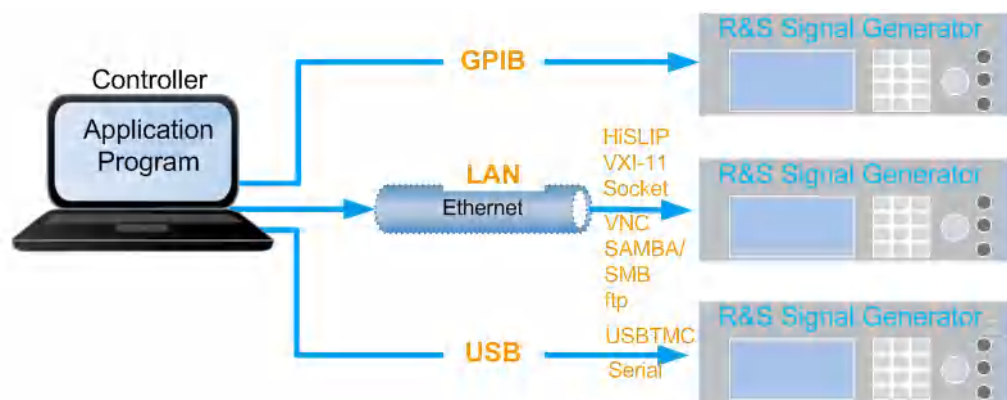 R&S Signal Generator
GPIB
Controller
Application
Program
LAN
Ethernet
HiSLIP
VXI-11
Socket
VNC
SAMBA/
SMB
ftp
R&S Signal Generator
USB
USBTMC
Serial
R&S Signal Generator